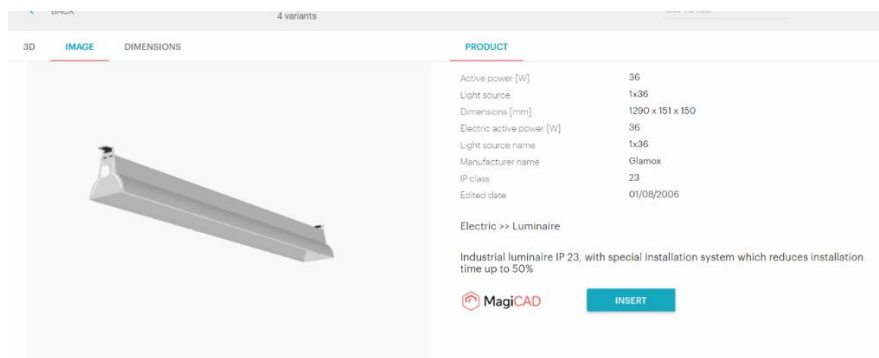 BACK
4 variants
3D IMAGE DIMENSIONS PRODUCT
Active power [W] 36
Light source 1x36
Dimensions [mm] 1290 x 151 x 150
Electric active power [W] 36
Light source name 1x36
Manufacturer name Glamox
IP class 23
Edited date 01/08/2006
Electric >> Luminaire
Industrial luminaire IP 23, with special installation system which reduces installation
time up to 50%
MagiCAD INSERT